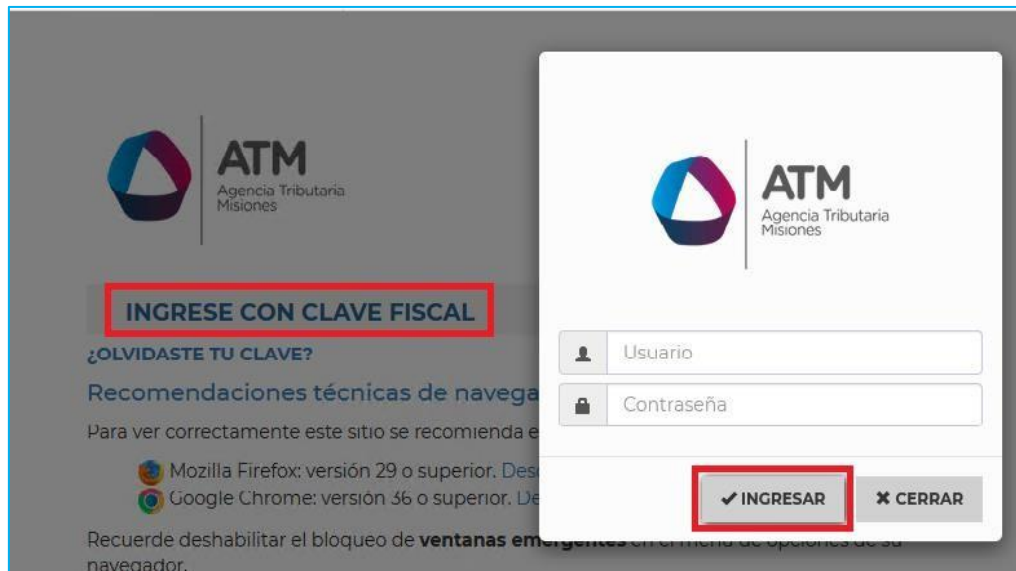 ATM
Agencia Tributaria
Misiones
INGRESE CON CLAVE FISCAL
¿OLVIDASTE TU CLAVE?
Recomendaciones técnicas de navega
Para ver correctamente este sitio se recomienda e
Mozilla Firefox: versión 29 o superior. Des
Google Chrome: versión 36 o superior. De
Recuerde deshabilitar el bloqueo de ventanas emergentes en el menú de opciones de su
navegador.
ATM
Agencia Tributaria
Misiones
Usuario
Contraseña
INGRESAR
CERRAR